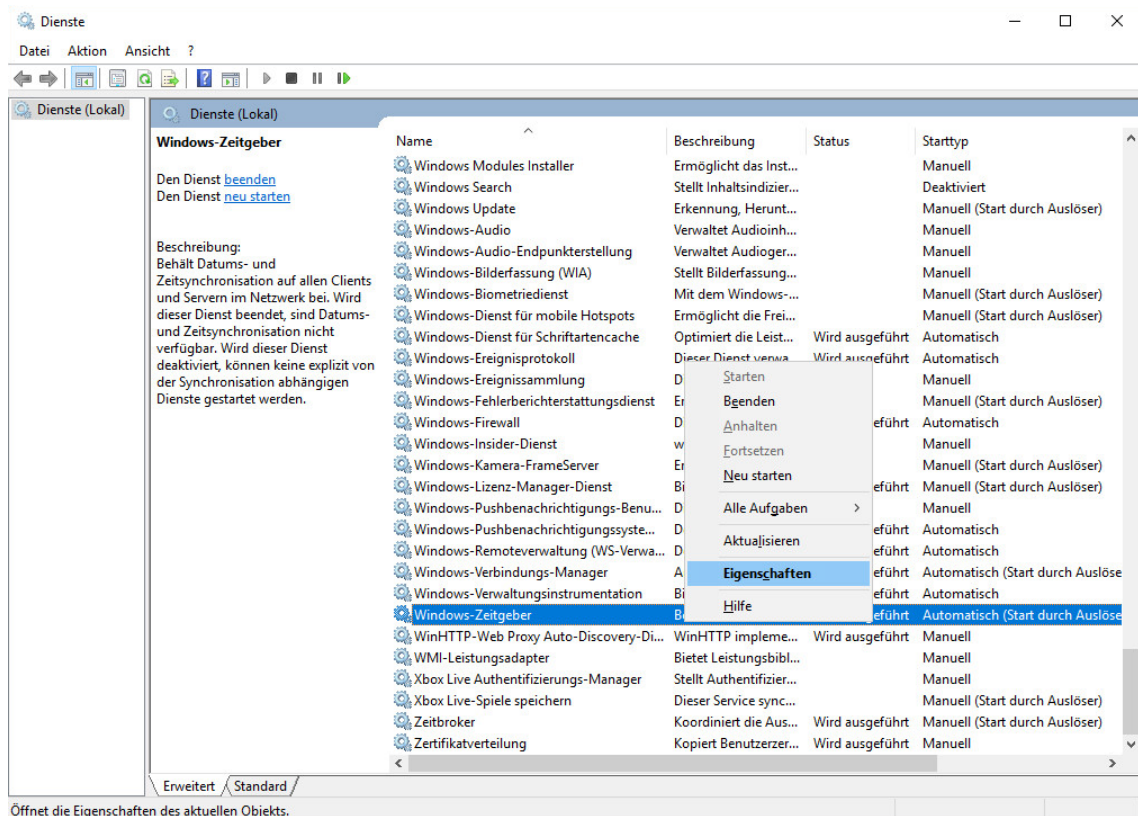 Dienste
Datei Aktion Ansicht ?
Dienste (Lokal)
Dienste (Lokal)
Windows-Zeitgeber
Den Dienst beenden
Den Dienst neu starten
Beschreibung:
Behält Datums- und
Zeitsynchronisation auf allen Clients
und Servern im Netzwerk bei. Wird
dieser Dienst beendet, sind Datums-
und Zeitsynchronisation nicht
verfügbar. Wird dieser Dienst
deaktiviert, können keine explizit von
der Synchronisation abhängigen
Dienste gestartet werden.
Name Beschreibung Status Starttyp
Windows Modules Installer Ermöglicht das Inst... Manuell
Windows Search Stellt Inhaltsindizier... Deaktiviert
Windows Update Erkennung, Herunt... Manuell (Start durch Auslöser)
Windows-Audio Verwaltet Audioinh... Manuell
Windows-Audio-Endpunkterstellung Verwaltet Audioger... Manuell
Windows-Bilderfassung (WIA) Stellt Bilderfassung... Manuell
Windows-Biometriedienst Mit dem Windows-... Manuell (Start durch Auslöser)
Windows-Dienst für mobile Hotspots Ermöglicht die Frei... Manuell (Start durch Auslöser)
Windows-Dienst für Schriftartencache Optimiert die Leist... Wird ausgeführt Automatisch
Windows-Ereignisprotokoll Dieser Dienst verwa... Wird ausgeführt Automatisch
Windows-Ereignissammlung D Manuell
Windows-Fehlerberichterstattungsdienst Er Manuell (Start durch Auslöser)
Windows-Firewall D eführt Automatisch
Windows-Insider-Dienst w Manuell
Windows-Kamera-FrameServer Er Manuell (Start durch Auslöser)
Windows-Lizenz-Manager-Dienst Bi eführt Manuell (Start durch Auslöser)
Windows-Pushbenachrichtigungs-Benu... D Manuell
Windows-Pushbenachrichtigungssyste... D eführt Automatisch
Windows-Remoteverwaltung (WS-Verwa... D eführt Automatisch
Windows-Verbindungs-Manager A eführt Automatisch (Start durch Auslöse
Windows-Verwaltungsinstrumentation Bi eführt Automatisch
Windows-Zeitgeber Be eführt Automatisch (Start durch Auslöse
WinHTTP-Web Proxy Auto-Discovery-Di... WinHTTP impleme... Wird ausgeführt Manuell
WMI-Leistungsadapter Bietet Leistungsbibl... Manuell
Xbox Live Authentifizierungs-Manager Stellt Authentifizier... Manuell
Xbox Live-Spiele speichern Dieser Service sync... Manuell (Start durch Auslöser)
Zeitbroker Koordiniert die Aus... Wird ausgeführt Manuell (Start durch Auslöser)
Zertifikatverteilung Kopiert Benutzerzer... Wird ausgeführt Manuell
Starten
Beenden
Anhalten
Fortsetzen
Neu starten
Alle Aufgaben
Aktualisieren
Eigenschaften
Hilfe
Erweitert Standard
Öffnet die Eigenschaften des aktuellen Objekts.